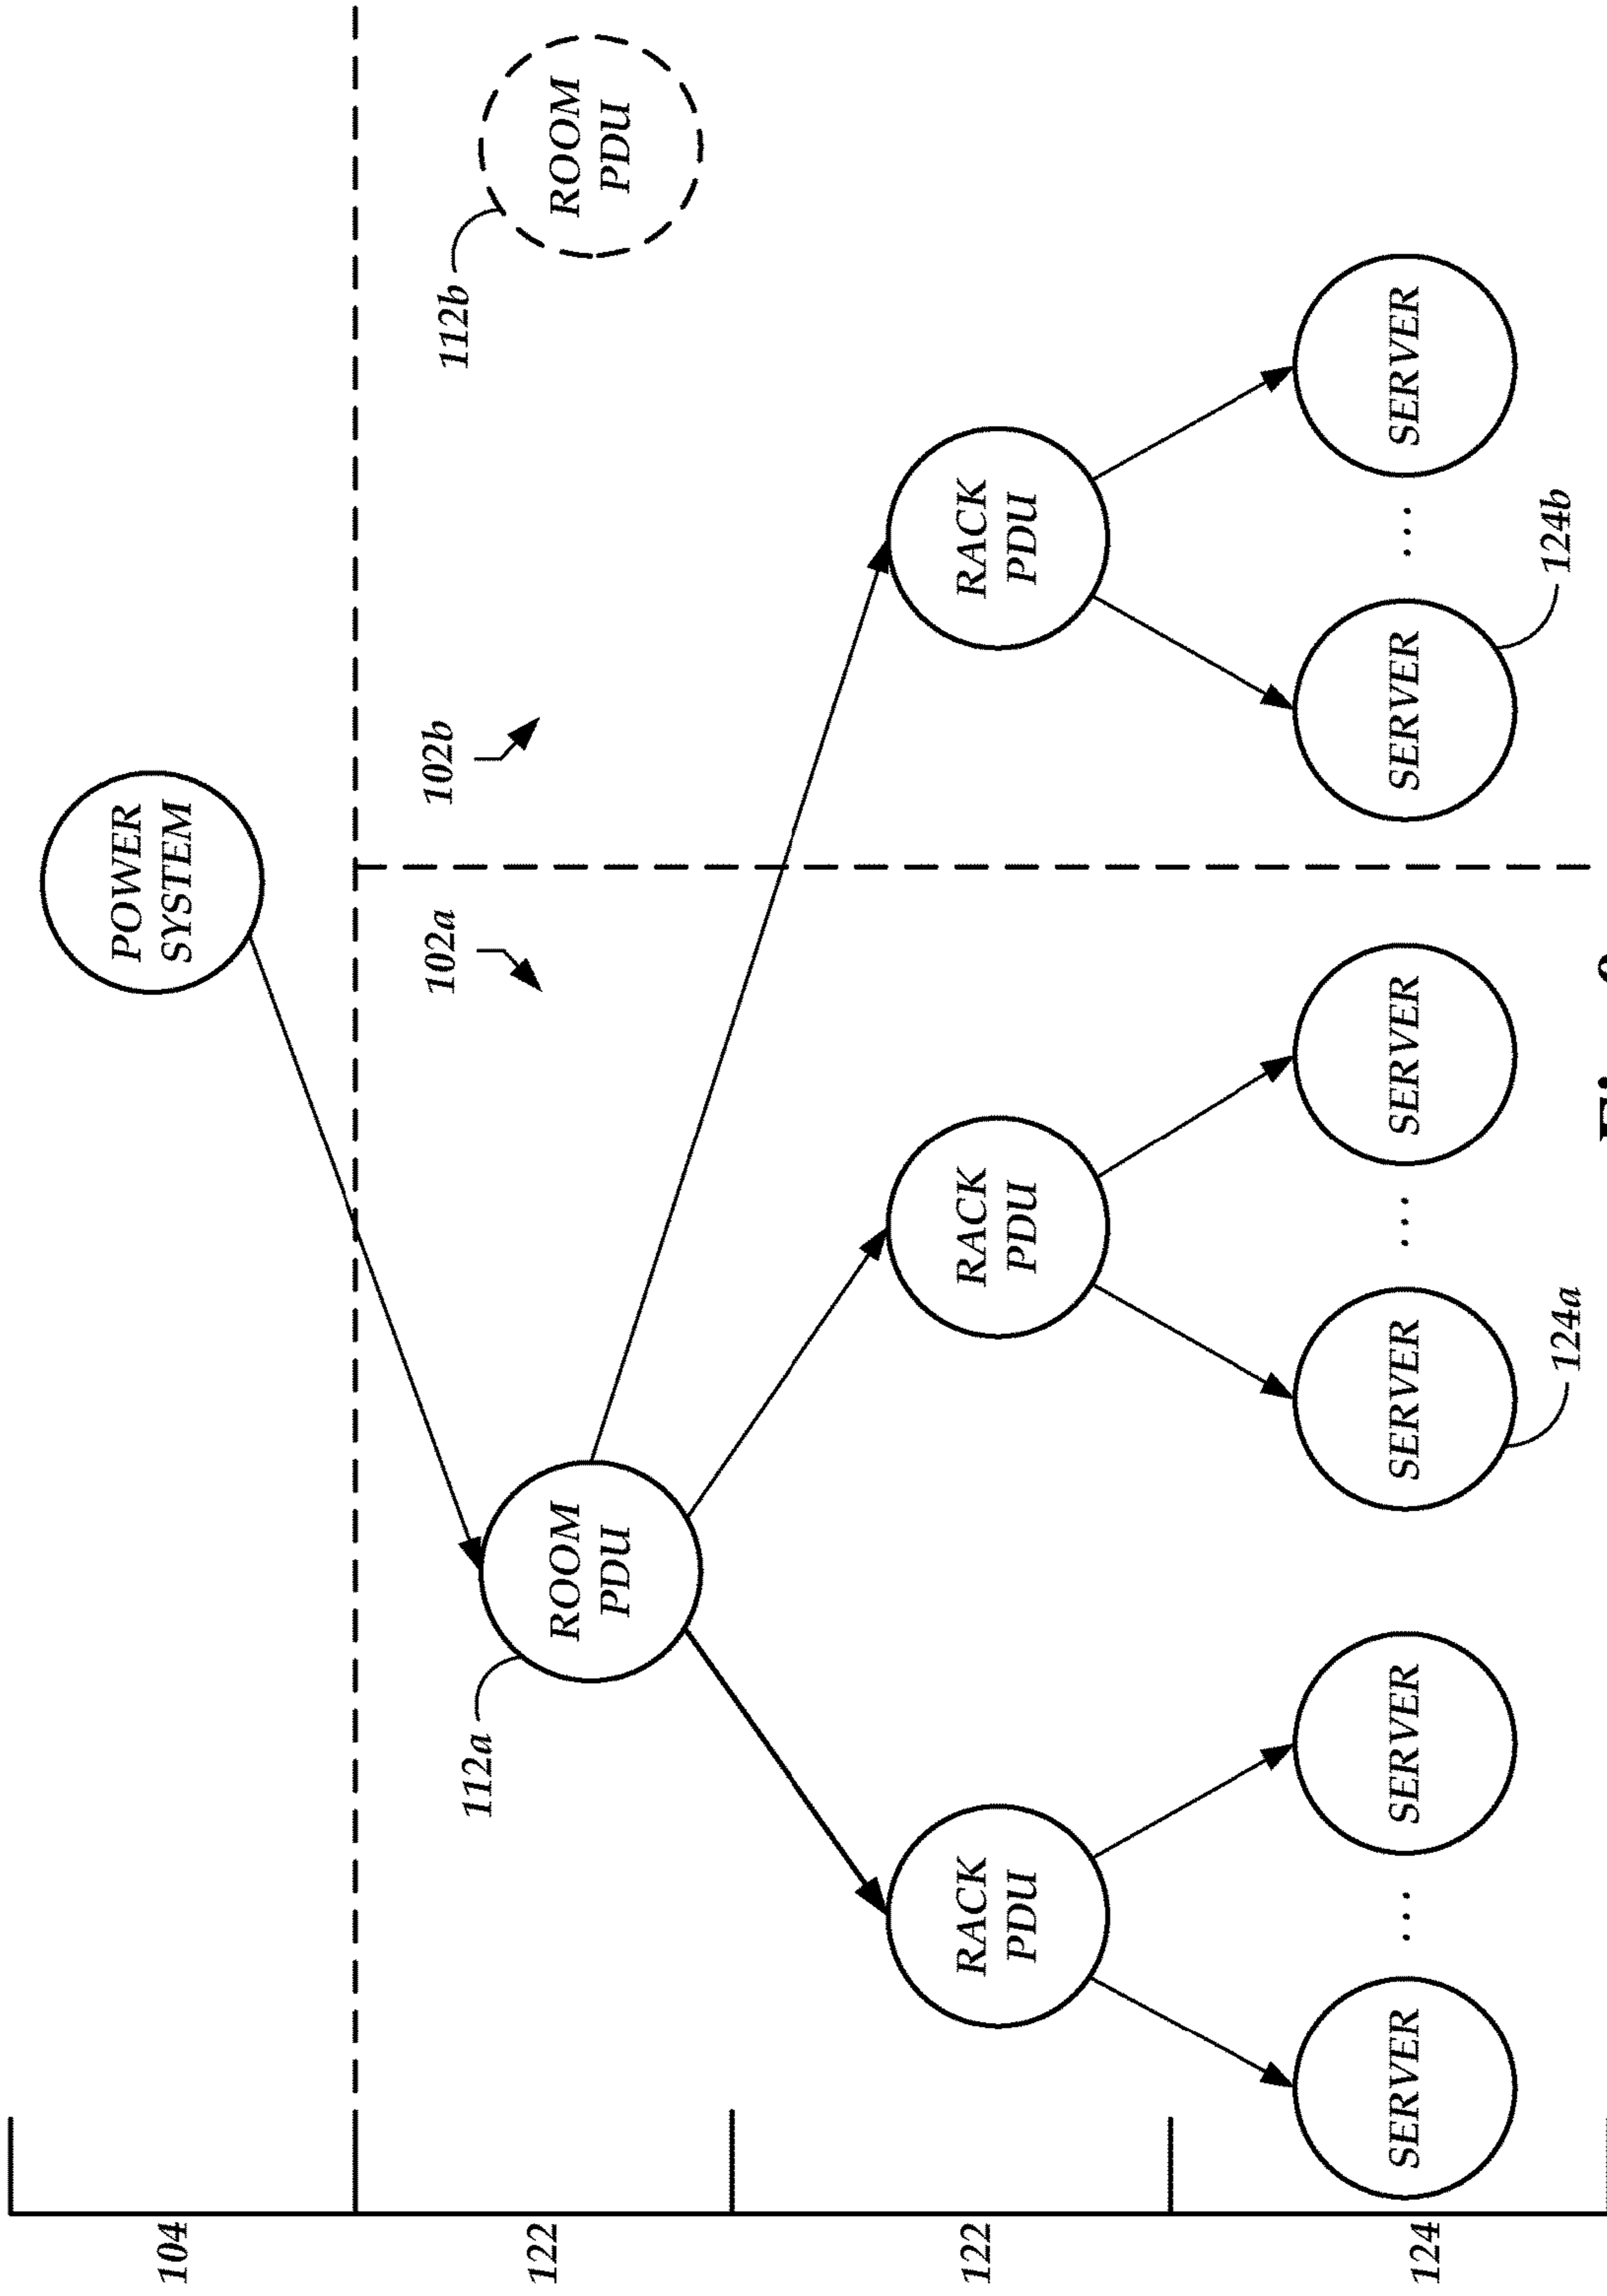 104
POWER
SYSTEM
102a
102b
112b
112a
122
ROOM
PDU
ROOM
PDU
122
RACK
PDU
RACK
PDU
RACK
PDU
124
SERVER
...
SERVER
SERVER
...
SERVER
SERVER
...
SERVER
124a
124b